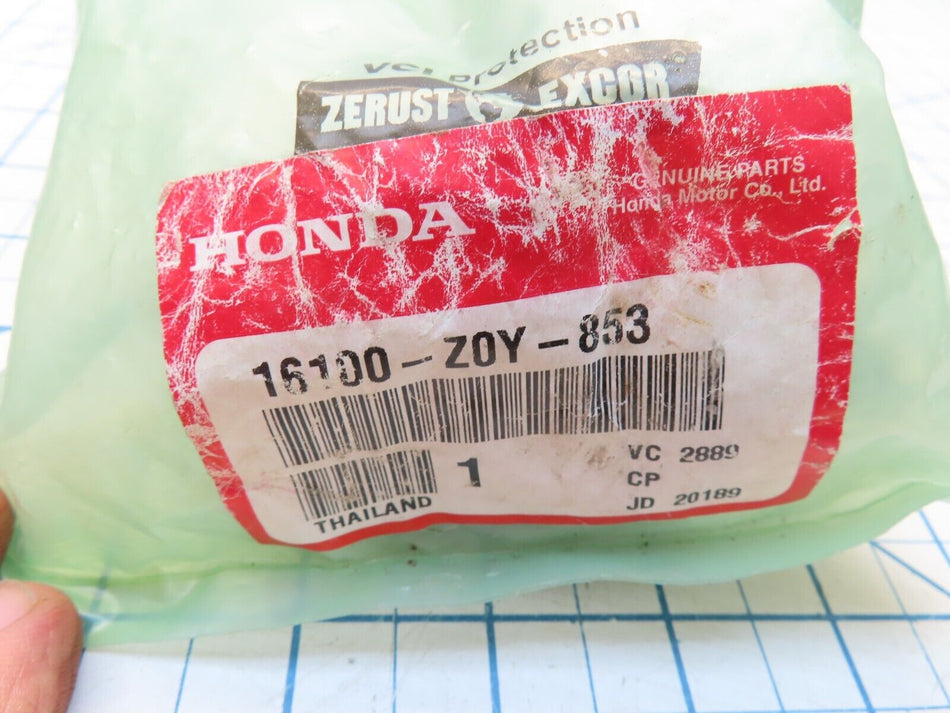 VCI protection
ZERUST EXCOR
HONDA
GENUINE PARTS
Honda Motor Co., Ltd.
16100-Z0Y-853
1
VC 2889
CP
JD 20189
THAILAND